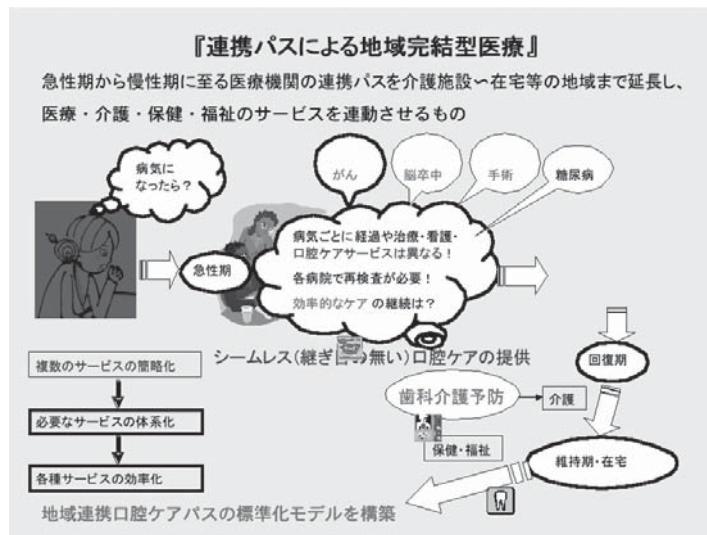 『連携パスによる地域完結型医療』
急性期から慢性期に至る医療機関の連携パスを介護施設〜在宅等の地域まで延長し、
医療・介護・保健・福祉のサービスを連動させるもの
病気に
なったら?
がん
脳卒中
手術
糖尿病
急性期
病気ごとに経過や治療・看護・
口腔ケアサービスは異なる!
各病院で再検査が必要!
効率的なケアの継続は?
シームレス(継ぎ目の無い)口腔ケアの提供
複数のサービスの簡略化
必要なサービスの体系化
各種サービスの効率化
回復期
歯科介護予防
介護
保健・福祉
維持期・在宅
地域連携口腔ケアパスの標準化モデルを構築